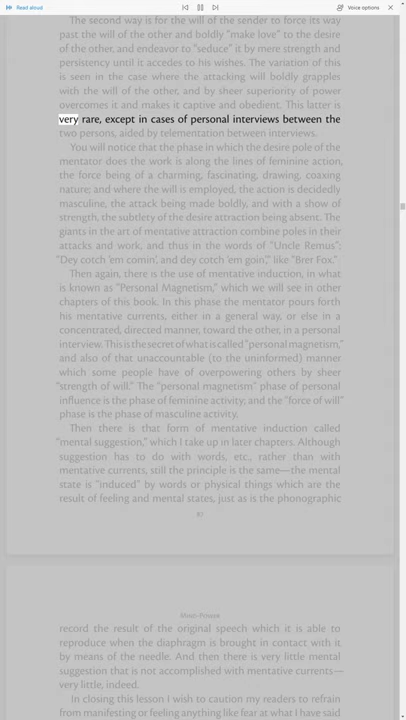 Read aloud
Voice options
The second way is for the will of the sender to force its way
past the will of the other and boldly “make love” to the desire
of the other, and endeavor to “seduce” it by mere strength and
persistency until it accedes to his wishes. The variation of this
is seen in the case where the attacking will boldly grapples
with the will of the other, and by sheer superiority of power
overcomes it and makes it captive and obedient. This latter is
very rare, except in cases of personal interviews between the
two persons, aided by telementation between interviews.
You will notice that the phase in which the desire pole of the
mentator does the work is along the lines of feminine action,
the force being of a charming, fascinating, drawing, coaxing
nature; and where the will is employed, the action is decidedly
masculine, the attack being made boldly, and with a show of
strength, the subtlety of the desire attraction being absent. The
giants in the art of mentative attraction combine poles in their
attacks and work, and thus in the words of “Uncle Remus”:
“Dey cotch ’em comin’, and dey cotch ’em goin’,” like “Brer Fox.”
Then again, there is the use of mentative induction, in what
is known as “Personal Magnetism,” which we will see in other
chapters of this book. In this phase the mentator pours forth
his mentative currents, either in a general way, or else in a
concentrated, directed manner, toward the other, in a personal
interview. This is the secret of what is called “personal magnetism,”
and also of that unaccountable (to the uninformed) manner
which some people have of overpowering others by sheer
“strength of will.” The “personal magnetism” phase of personal
influence is the phase of feminine activity, and the “force of will”
phase is the phase of masculine activity.
Then there is that form of mentative induction called
“mental suggestion,” which I take up in later chapters. Although
suggestion has to do with words, etc., rather than with
mentative currents, still the principle is the same—the mental
state is “induced” by words or physical things which are the
result of feeling and mental states, just as is the phonographic
83
Mind‑Power
record the result of the original speech which it is able to
reproduce when the diaphragm is brought in contact with it
by means of the needle. And then there is very little mental
suggestion that is not accomplished with mentative currents—
very little, indeed.
In closing this lesson I wish to caution my readers to refrain
from manifesting or feeling anything like fear at what I have said